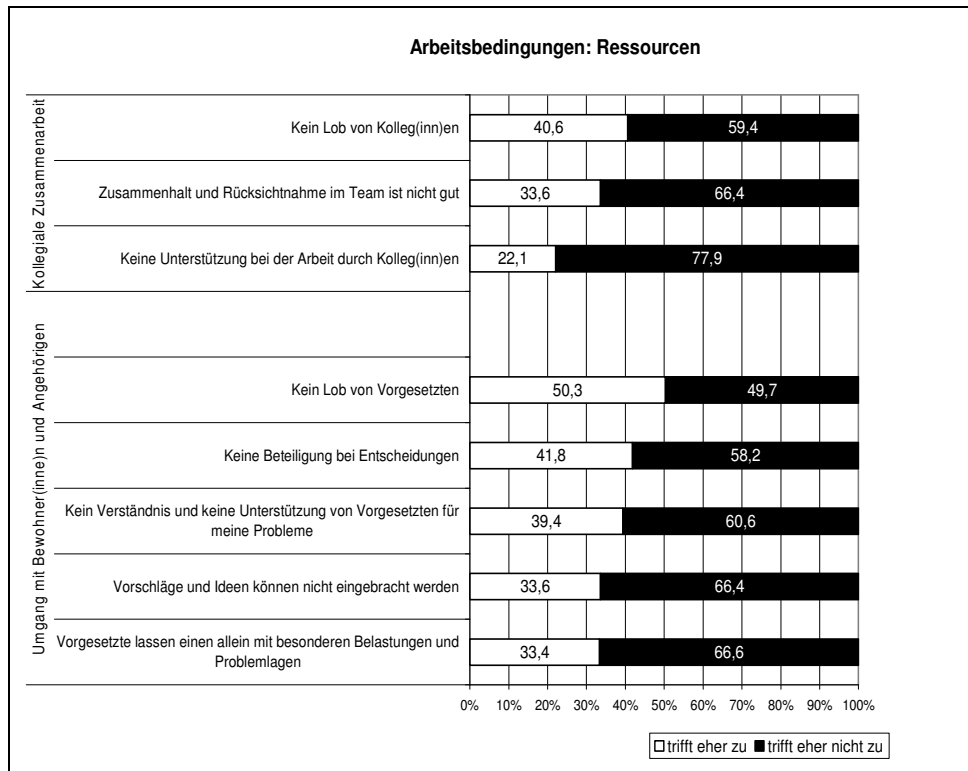 Arbeitsbedingungen: Ressourcen
Kollegiale Zusammenarbeit
Kein Lob von Kolleg(inn)en
40,6
59,4
Zusammenhalt und Rücksichtnahme im Team ist nicht gut
33,6
66,4
Keine Unterstützung bei der Arbeit durch Kolleg(inn)en
22,1
77,9
Umgang mit Bewohner(inne)n und Angehörigen
Kein Lob von Vorgesetzten
50,3
49,7
Keine Beteiligung bei Entscheidungen
41,8
58,2
Kein Verständnis und keine Unterstützung von Vorgesetzten für
meine Probleme
39,4
60,6
Vorschläge und Ideen können nicht eingebracht werden
33,6
66,4
Vorgesetzte lassen einen allein mit besonderen Belastungen und
Problemlagen
33,4
66,6
0% 10% 20% 30% 40% 50% 60% 70% 80% 90% 100%
trifft eher zu trifft eher nicht zu